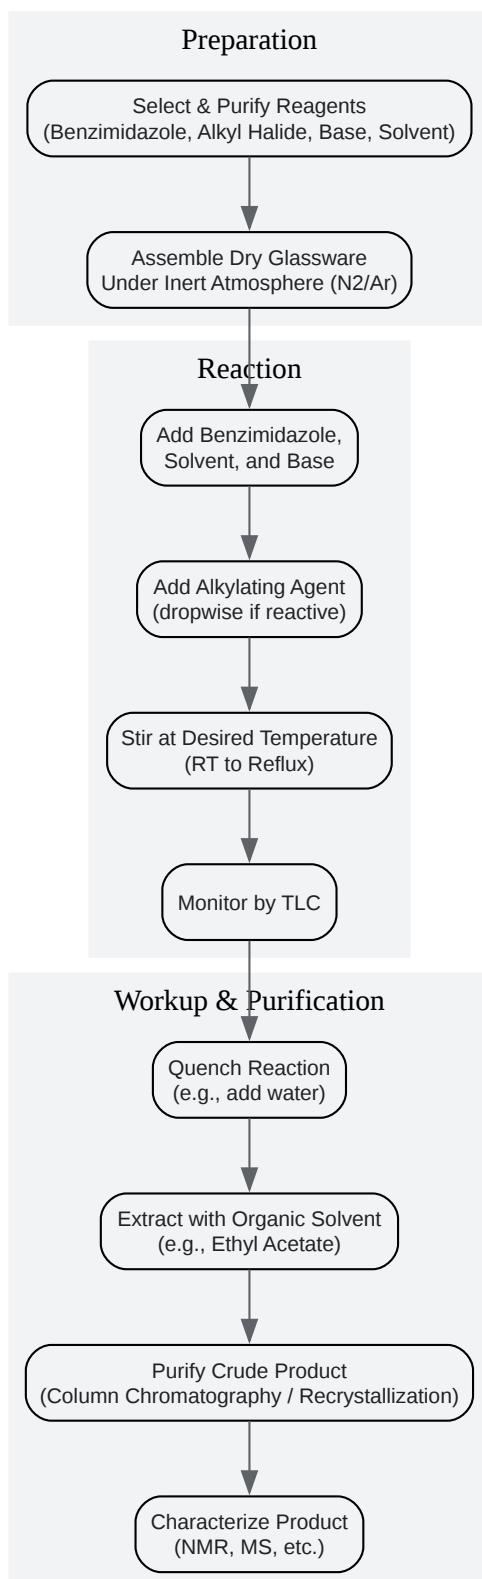 Preparation
Select & Purify Reagents
(Benzimidazole, Alkyl Halide, Base, Solvent)
Assemble Dry Glassware
Under Inert Atmosphere (N2/Ar)
Reaction
Add Benzimidazole,
Solvent, and Base
Add Alkylating Agent
(dropwise if reactive)
Stir at Desired Temperature
(RT to Reflux)
Monitor by TLC
Workup & Purification
Quench Reaction
(e.g., add water)
Extract with Organic Solvent
(e.g., Ethyl Acetate)
Purify Crude Product
(Column Chromatography / Recrystallization)
Characterize Product
(NMR, MS, etc.)